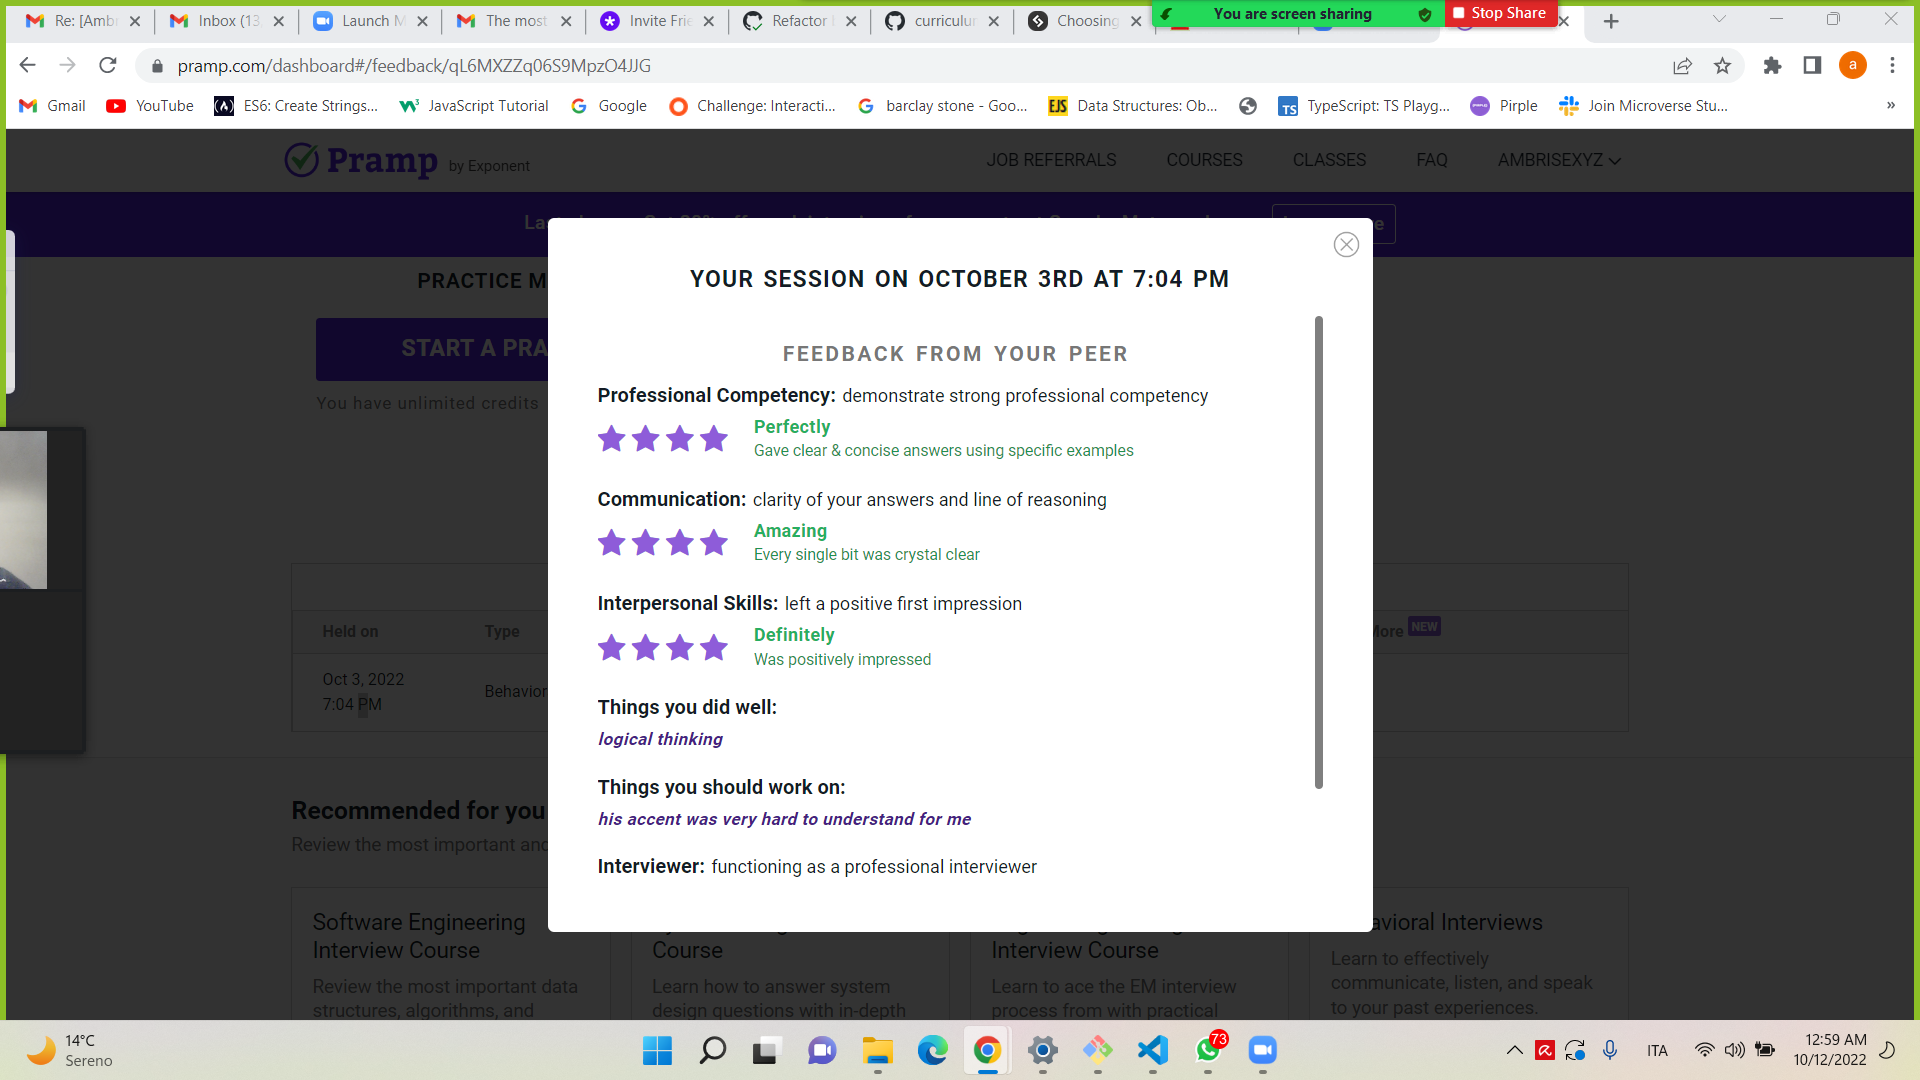 Re: [Amb
Inbox (13,
Launch M
The most
Invite Frie
Refactor
curriculur
Choosing
You are screen sharing
Stop Share
pramp.com/dashboard#/feedback/qL6MXZZq06S9MpzO4JJG
a
Gmail
YouTube
ES6: Create Strings...
JavaScript Tutorial
Google
Challenge: Interacti...
barclay stone - Goo...
EJS
Data Structures: Ob...
TS
TypeScript: TS Playg...
Pirple
Join Microverse Stu...
»
Pramp by Exponent
JOB REFERRALS
COURSES
CLASSES
FAQ
AMBRISEXYZ
PRACTICE M
START A PRA
You have unlimited credits
YOUR SESSION ON OCTOBER 3RD AT 7:04 PM
FEEDBACK FROM YOUR PEER
Professional Competency: demonstrate strong professional competency
Perfectly
Gave clear & concise answers using specific examples
Communication: clarity of your answers and line of reasoning
Amazing
Every single bit was crystal clear
Interpersonal Skills: left a positive first impression
Definitely
Was positively impressed
Things you did well:
logical thinking
Things you should work on:
his accent was very hard to understand for me
Interviewer: functioning as a professional interviewer
Held on
Type
More NEW
Oct 3, 2022
7:04 PM
Behavior
Recommended for you
Review the most important and
Software Engineering
Interview Course
Review the most important data
structures, algorithms, and
Course
Learn how to answer system
design questions with in-depth
Interview Course
Learn to ace the EM interview
process from with practical
avioral Interviews
Learn to effectively
communicate, listen, and speak
to your past experiences.
14°C
Sereno
73
ITA
12:59 AM
10/12/2022